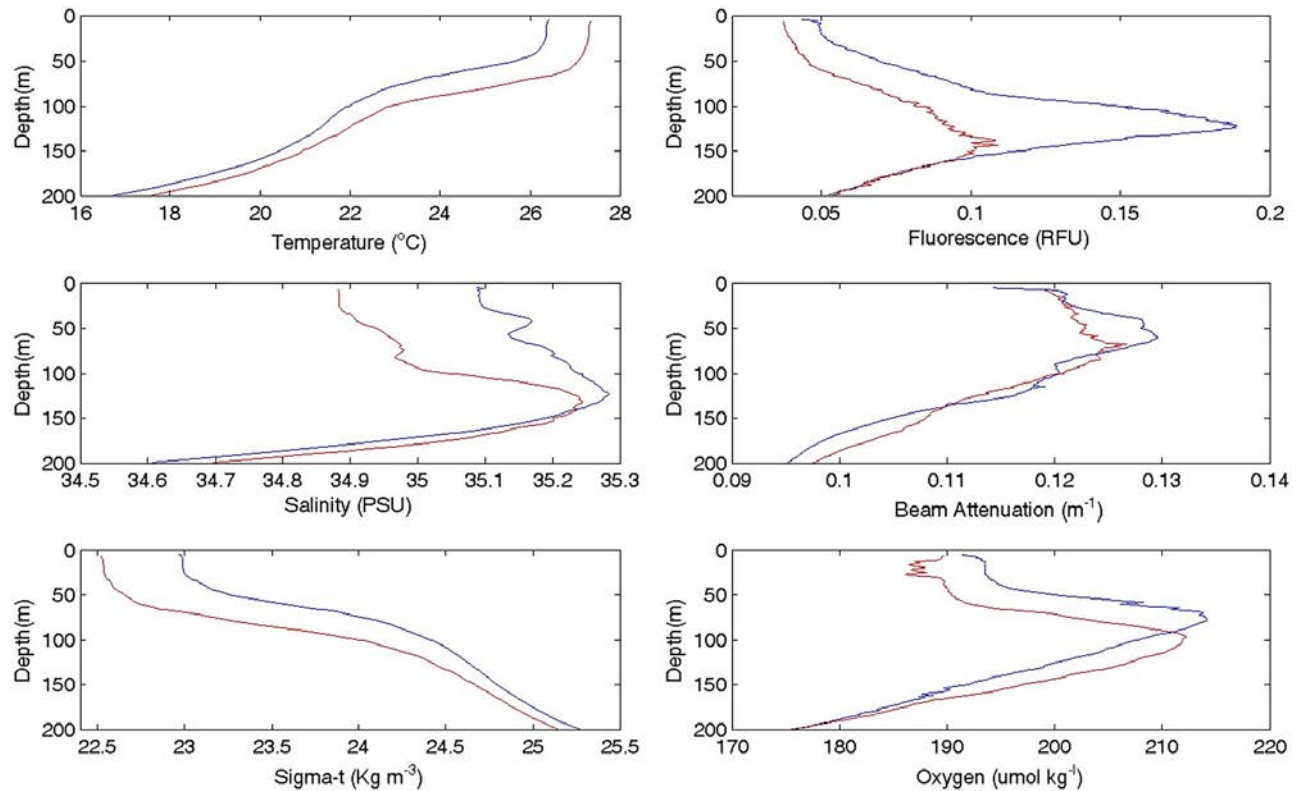 0
50
100
150
200
Depth(m)
16 18 20 22 24 26 28
Temperature (°C)
0
50
100
150
200
Depth(m)
0.05 0.1 0.15 0.2
Fluorescence (RFU)
0
50
100
150
200
Depth(m)
34.5 34.6 34.7 34.8 34.9 35 35.1 35.2 35.3
Salinity (PSU)
0
50
100
150
200
Depth(m)
0.09 0.1 0.11 0.12 0.13 0.14
Beam Attenuation (m⁻¹)
0
50
100
150
200
Depth(m)
22.5 23 23.5 24 24.5 25 25.5
Sigma-t (Kg m⁻³)
0
50
100
150
200
Depth(m)
170 180 190 200 212 220
Oxygen (umol kg⁻ˡ)